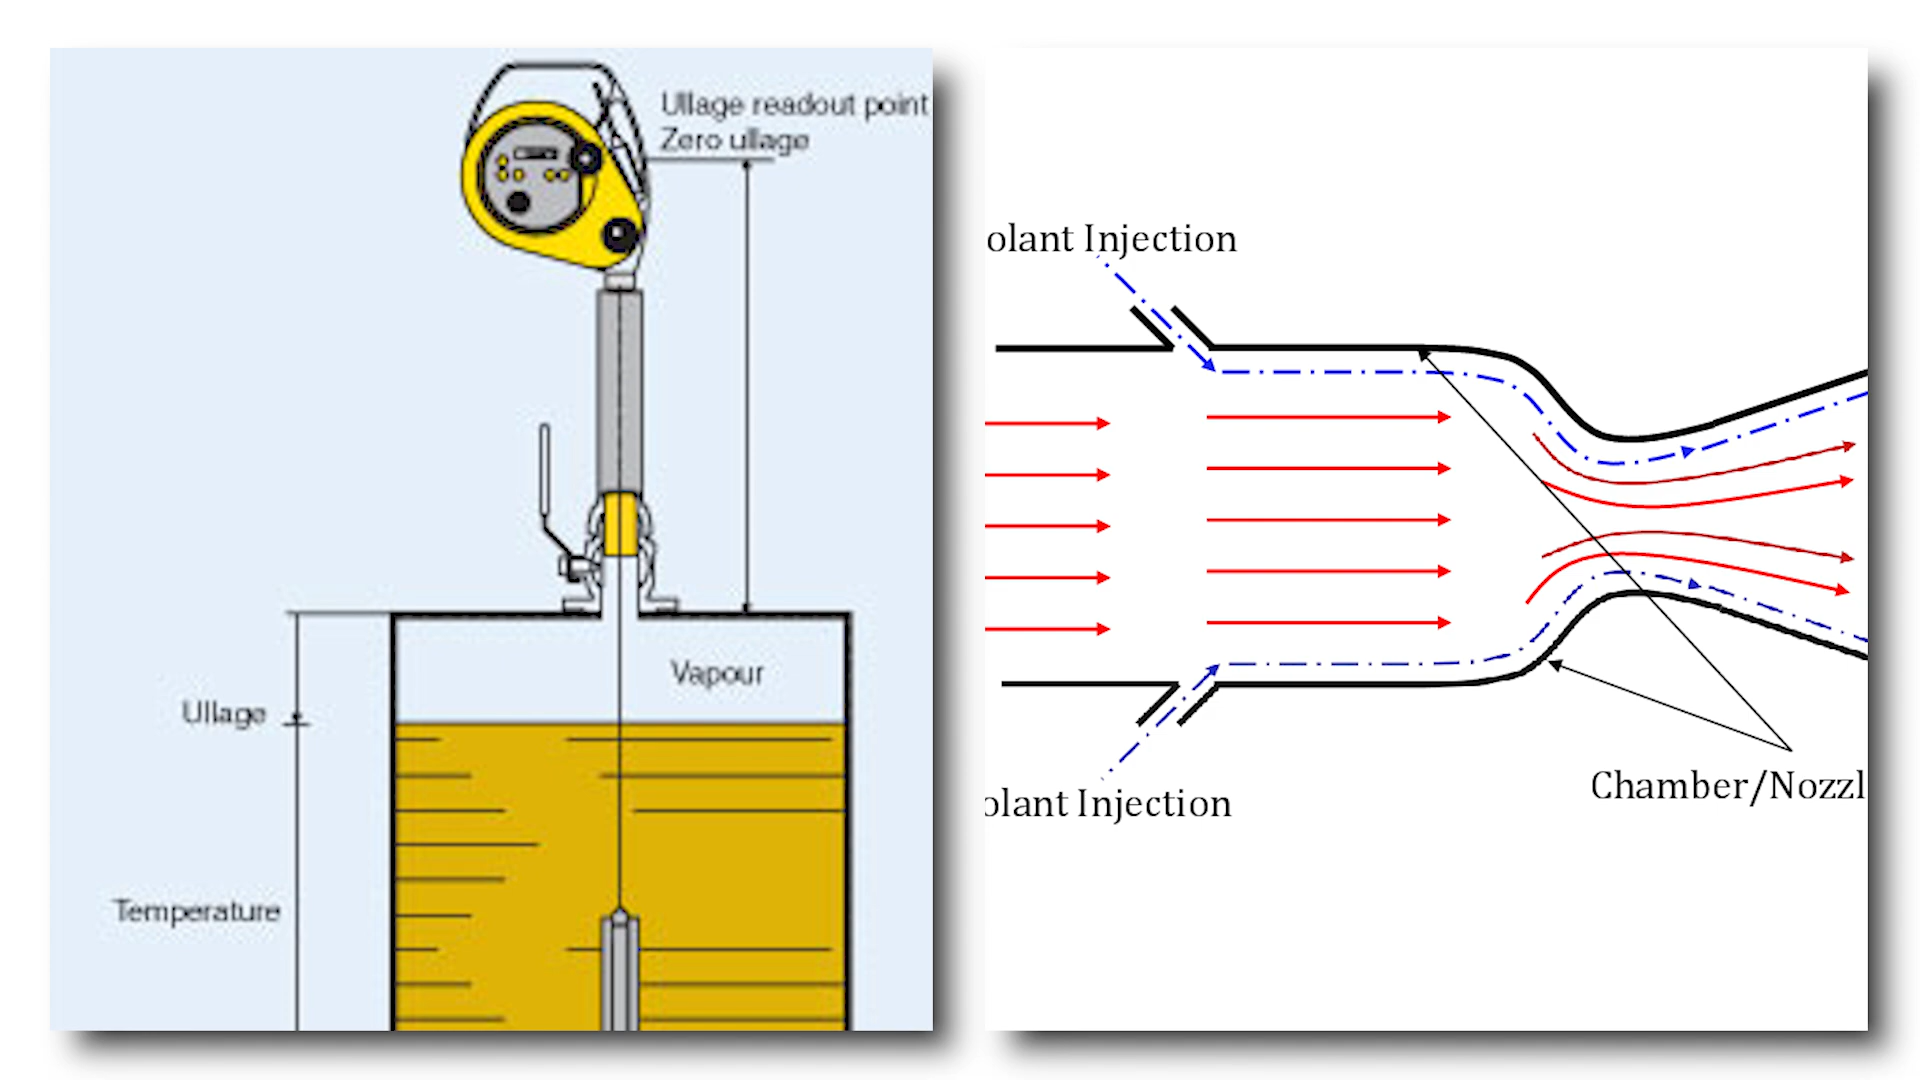 Ullage readout point
Zero ullage
Vapour
Ullage
Temperature
olant Injection
olant Injection
Chamber/Nozzl